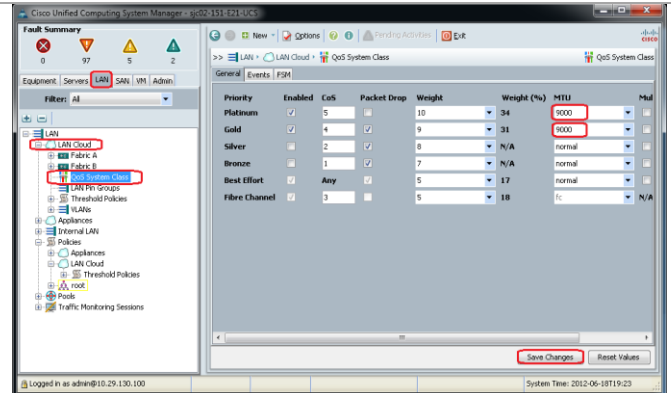 Cisco Unified Computing System Manager - sjc02-151-E21-UCS
Fault Summary
0 97 5 2
New Options Pending Activities Exit
cisco
>> LAN LAN Cloud QoS System Class QoS System Class
Equipment Servers LAN SAN VM Admin
General Events FSM
Filter: All
LAN
LAN Cloud
Fabric A
Fabric B
QoS System Class
LAN Pin Groups
Threshold Policies
VLANs
Appliances
Internal LAN
Policies
Appliances
LAN Cloud
Threshold Policies
root
Pools
Traffic Monitoring Sessions
Priority Enabled CoS Packet Drop Weight Weight (%) MTU Mul
Platinum 5 10 34 9000
Gold 4 9 31 9000
Silver 2 8 N/A normal
Bronze 1 7 N/A normal
Best Effort Any 5 17 normal
Fibre Channel 3 5 18 fc N/A
Save Changes Reset Values
Logged in as admin@10.29.130.100 System Time: 2012-06-18T19:23